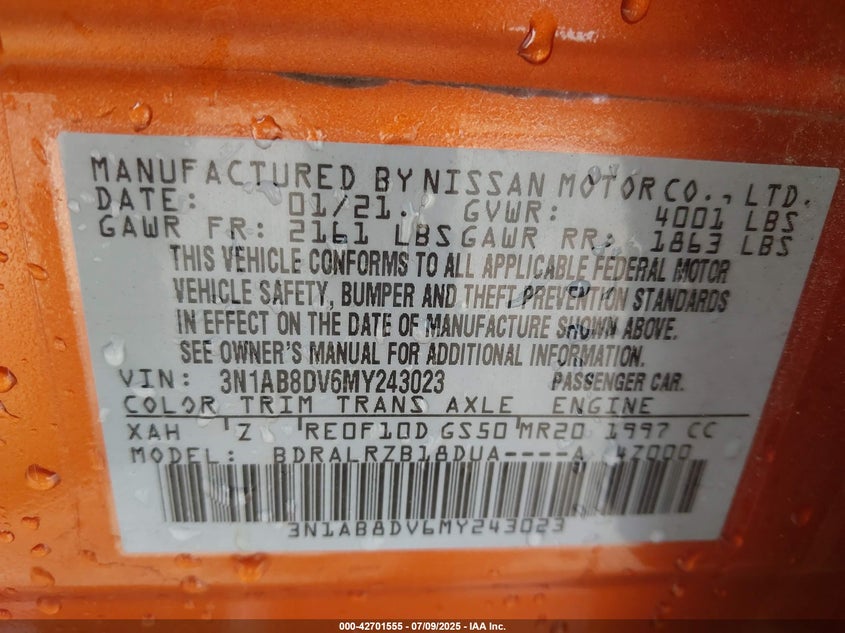 MANUFACTURED BY NISSAN MOTOR CO., LTD.
DATE: 01/21. GVWR: 4001 LBS
GAWR FR: 2161 LBS GAWR RR: 1863 LBS
THIS VEHICLE CONFORMS TO ALL APPLICABLE FEDERAL MOTOR
VEHICLE SAFETY, BUMPER AND THEFT PREVENTION STANDARDS
IN EFFECT ON THE DATE OF MANUFACTURE SHOWN ABOVE.
SEE OWNER'S MANUAL FOR ADDITIONAL INFORMATION.
VIN: 3N1AB8DV6MY243023 PASSENGER CAR.
COLOR TRIM TRANS AXLE ENGINE
XAH Z RE0F10D GS50 MR20 1997 CC
MODEL: BDRALRZB18DUA----A 4Z000
3N1AB8DV6MY243023
000-42701555 | 07/09/2025 - IAA Inc.